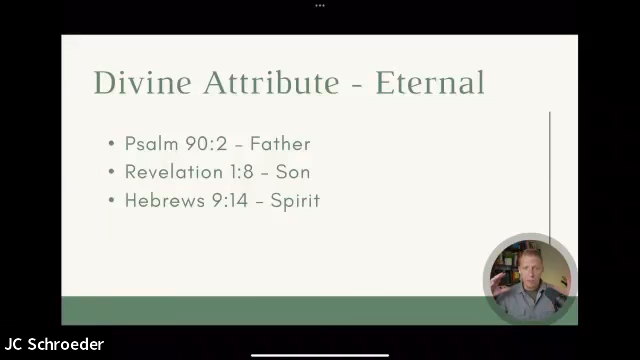 Divine Attribute - Eternal
• Psalm 90:2 - Father
• Revelation 1:8 - Son
• Hebrews 9:14 - Spirit
JC Schroeder